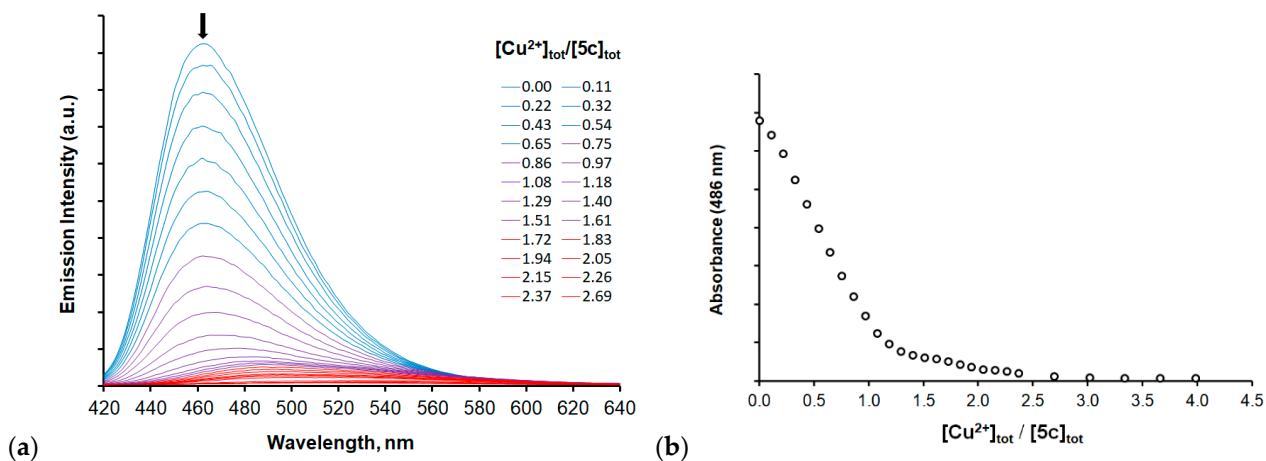 [Cu²⁺]tot/[5c]tot
0.00 0.11
0.22 0.32
0.43 0.54
0.65 0.75
0.86 0.97
1.08 1.18
1.29 1.40
1.51 1.61
1.72 1.83
1.94 2.05
2.15 2.26
2.37 2.69
Emission Intensity (a.u.)
420 440 460 480 500 520 540 560 580 600 620 640
Wavelength, nm
(a)
Absorbance (486 nm)
0.0 0.5 1.0 1.5 2.0 2.5 3.0 3.5 4.0 4.5
[Cu²⁺]tot / [5c]tot
(b)